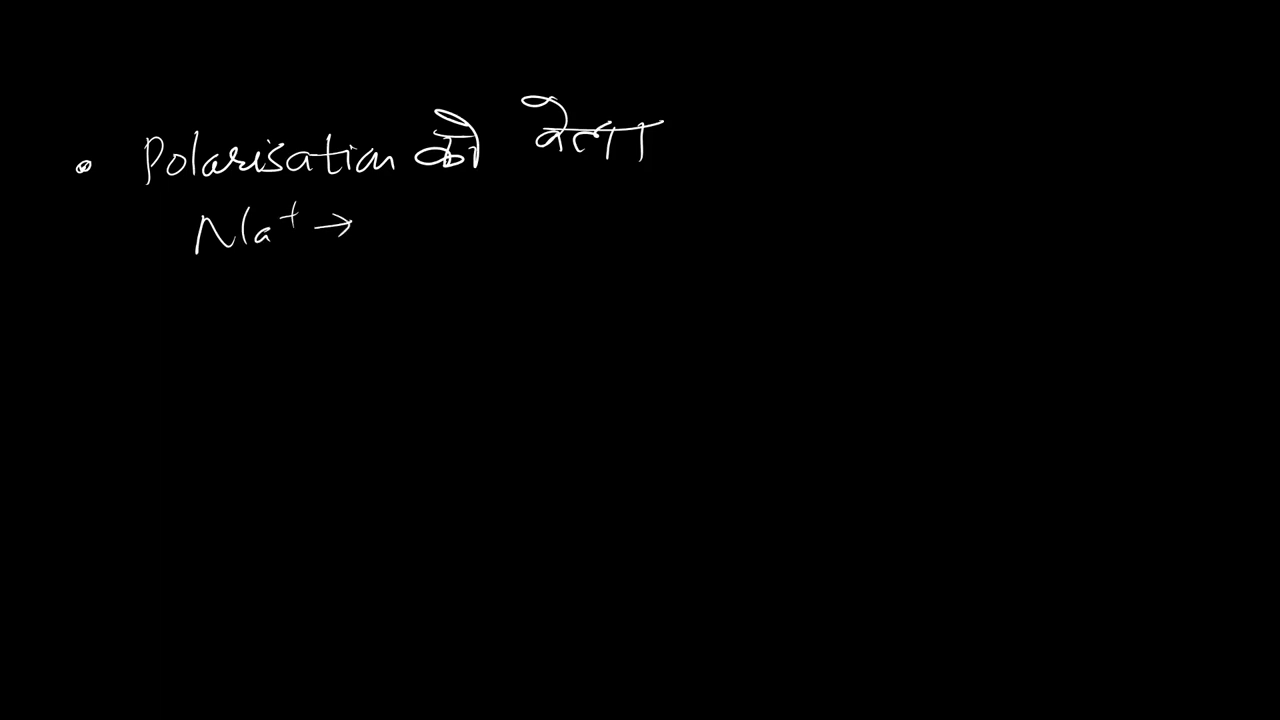 • Polarisation को वेला
Na⁺ →